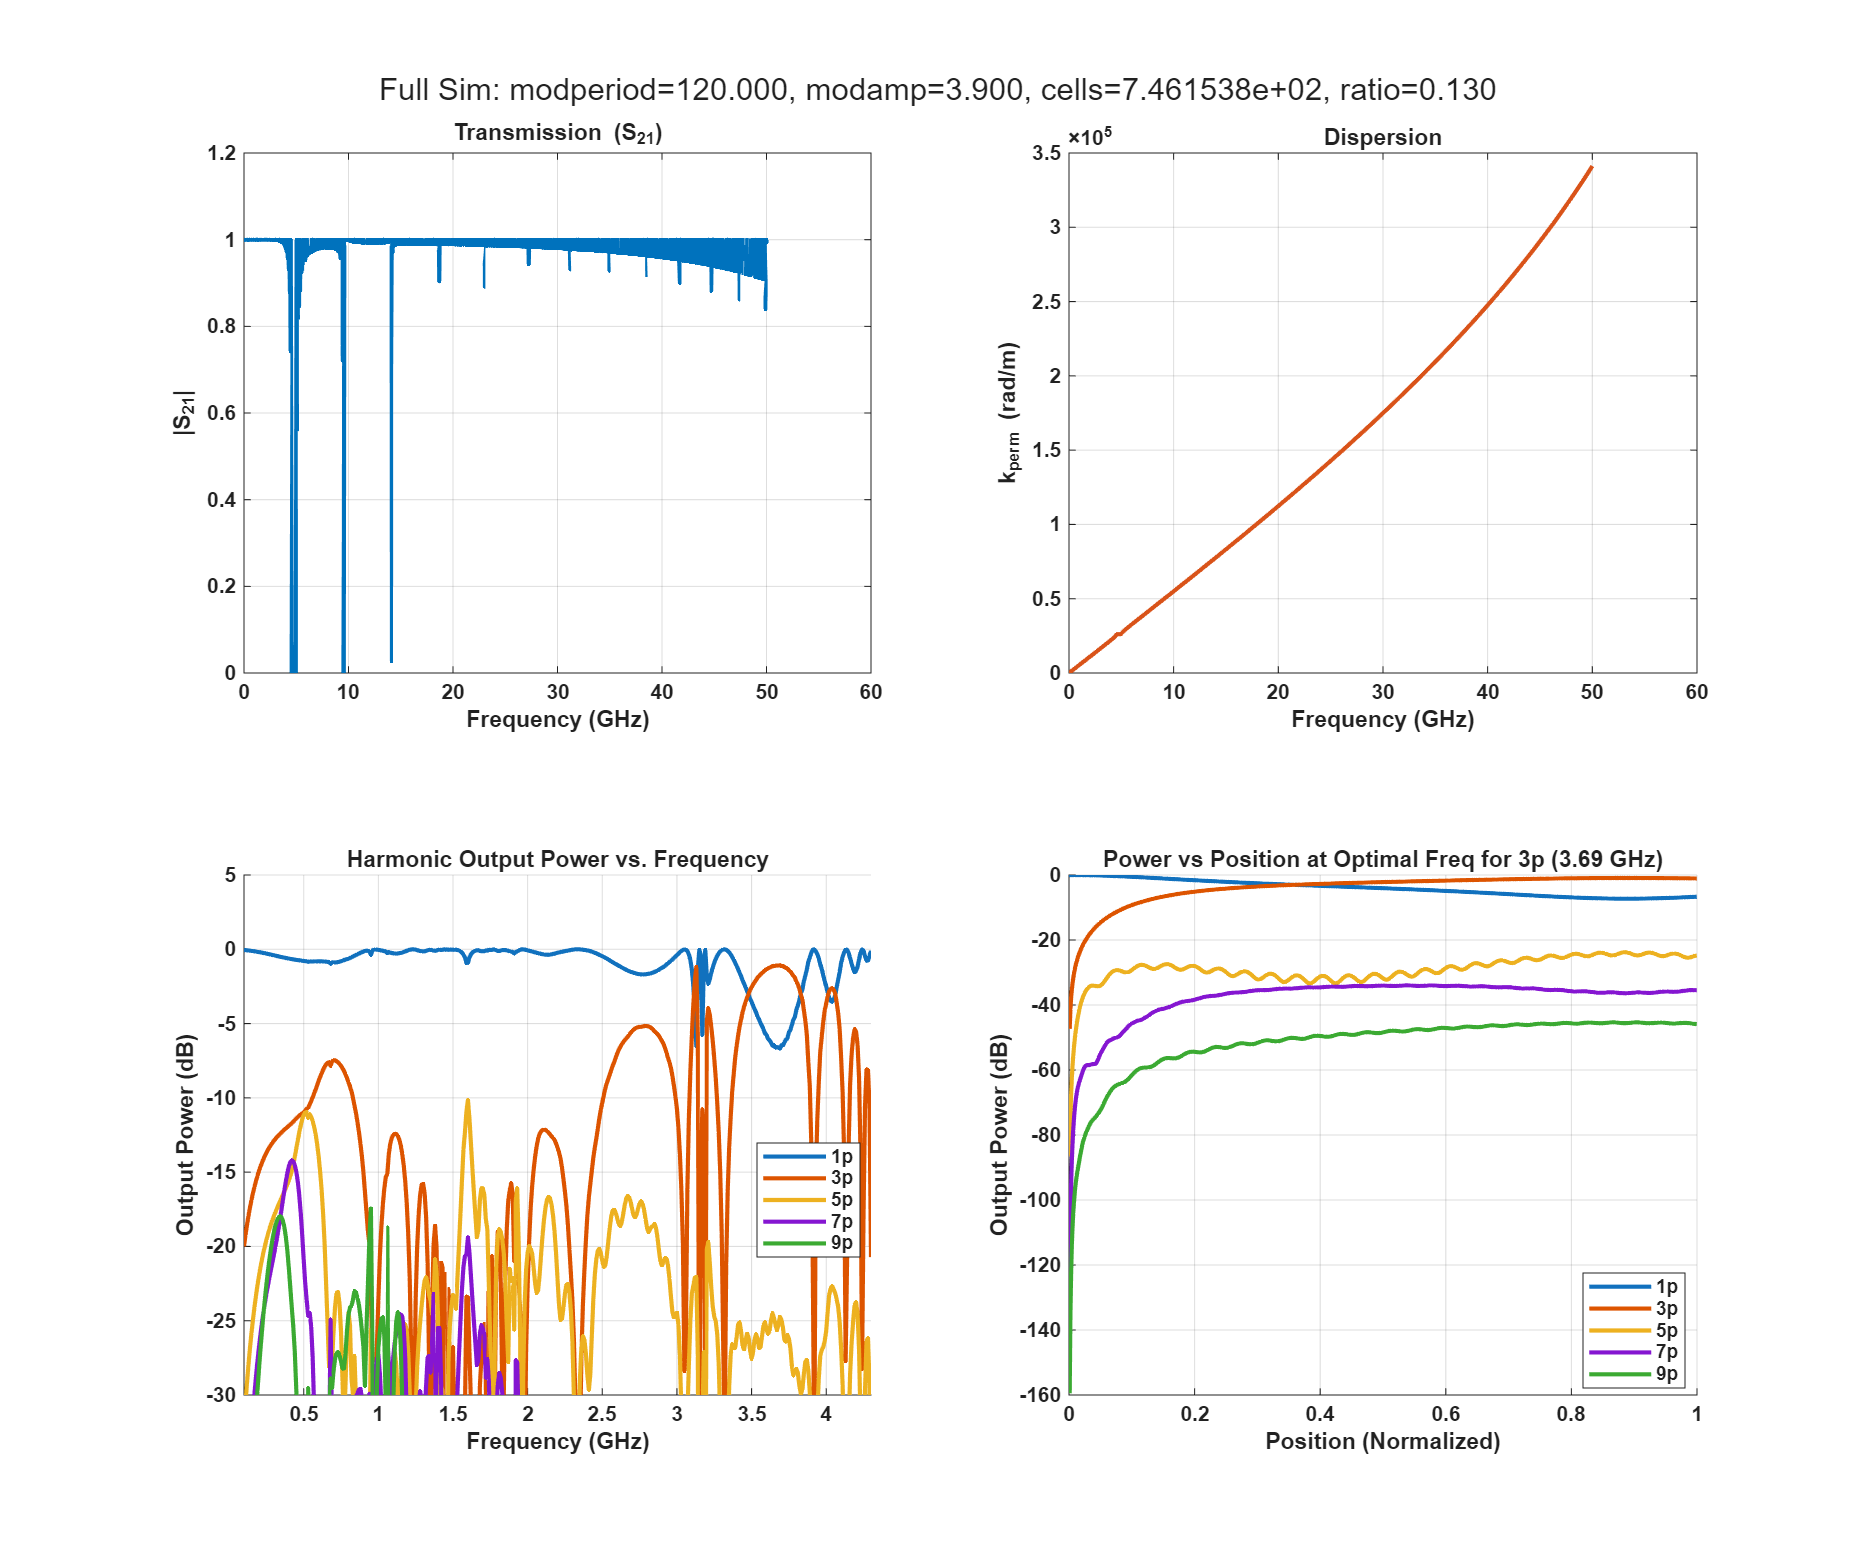 Full Sim: modperiod=120.000, modamp=3.900, cells=7.461538e+02, ratio=0.130
Transmission (S21)
1.2
1
0.8
0.6
0.4
0.2
0
|S21|
0 10 20 30 40 50 60
Frequency (GHz)
×10^5
Dispersion
3.5
3
2.5
2
1.5
1
0.5
0
kperm (rad/m)
0 10 20 30 40 50 60
Frequency (GHz)
Harmonic Output Power vs. Frequency
5
0
-5
-10
-15
-20
-25
-30
Output Power (dB)
1p
3p
5p
7p
9p
0.5 1 1.5 2 2.5 3 3.5 4
Frequency (GHz)
Power vs Position at Optimal Freq for 3p (3.69 GHz)
0
-20
-40
-60
-80
-100
-120
-140
-160
Output Power (dB)
1p
3p
5p
7p
9p
0 0.2 0.4 0.6 0.8 1
Position (Normalized)